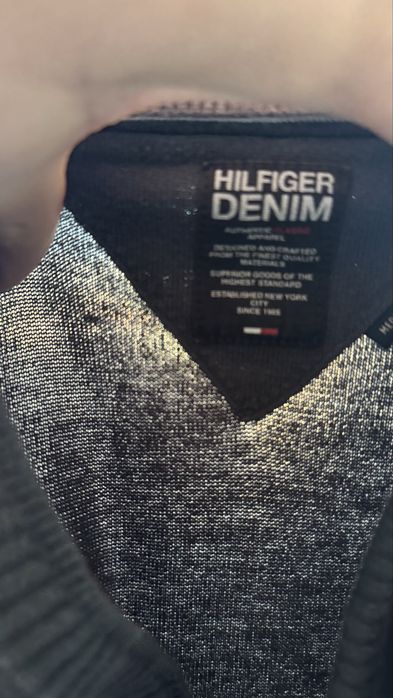 HILFIGER
DENIM
AUTHENTIC CLASSIC
APPAREL
DESIGNED AND CRAFTED
FROM THE FINEST QUALITY
MATERIALS
SUPERIOR GOODS OF THE
HIGHEST STANDARD
ESTABLISHED NEW YORK
CITY
SINCE 1985